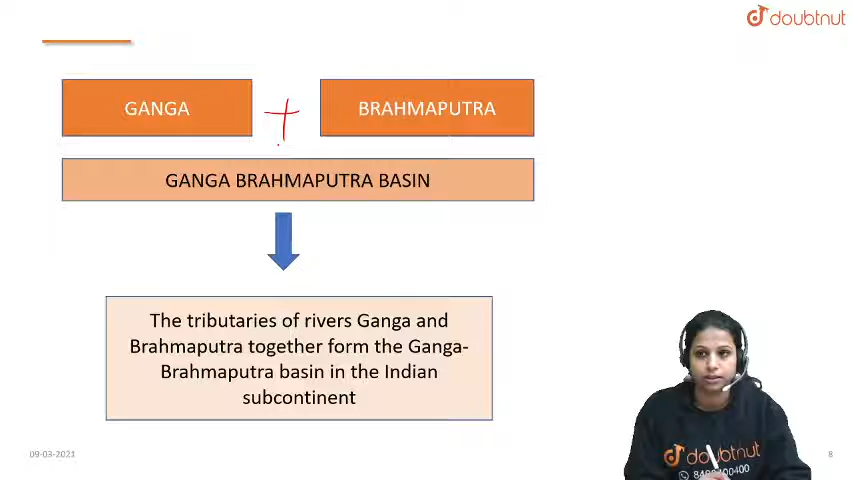 doubtnut
GANGA
+
BRAHMAPUTRA
GANGA BRAHMAPUTRA BASIN
The tributaries of rivers Ganga and
Brahmaputra together form the Ganga-
Brahmaputra basin in the Indian
subcontinent
doubtnut
09-03-2021
8